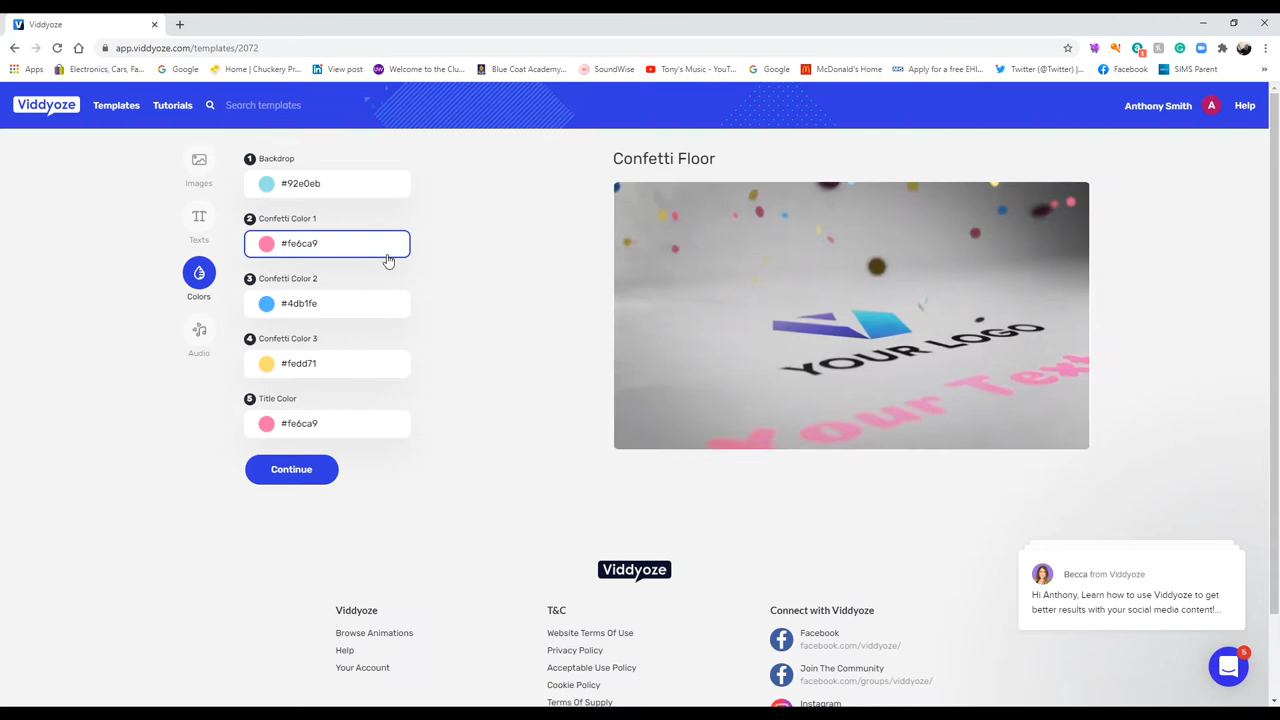 Viddyoze
app.viddyoze.com/templates/2072
Apps
Electronics, Cars, Fa...
Google
Home | Chuckery Pr...
View post
Welcome to the Clu...
Blue Coat Academy...
SoundWise
Tony's Music - YouT...
Google
McDonald's Home
Apply for a free EHI...
Twitter (@Twitter) |...
Facebook
SIMS Parent
»
Viddyoze
Templates
Tutorials
Search templates
Anthony Smith
A
Help
Images
Texts
Colors
Audio
1 Backdrop
#92e0eb
2 Confetti Color 1
#fe6ca9
3 Confetti Color 2
#4db1fe
4 Confetti Color 3
#fedd71
5 Title Color
#fe6ca9
Continue
Confetti Floor
YOUR LOGO
Your Text
Viddyoze
Viddyoze
Browse Animations
Help
Your Account
T&C
Website Terms Of Use
Privacy Policy
Acceptable Use Policy
Cookie Policy
Terms Of Supply
Connect with Viddyoze
Facebook
facebook.com/viddyoze/
Join The Community
facebook.com/groups/viddyoze/
Instagram
Becca from Viddyoze
Hi Anthony, Learn how to use Viddyoze to get
better results with your social media content!...
5